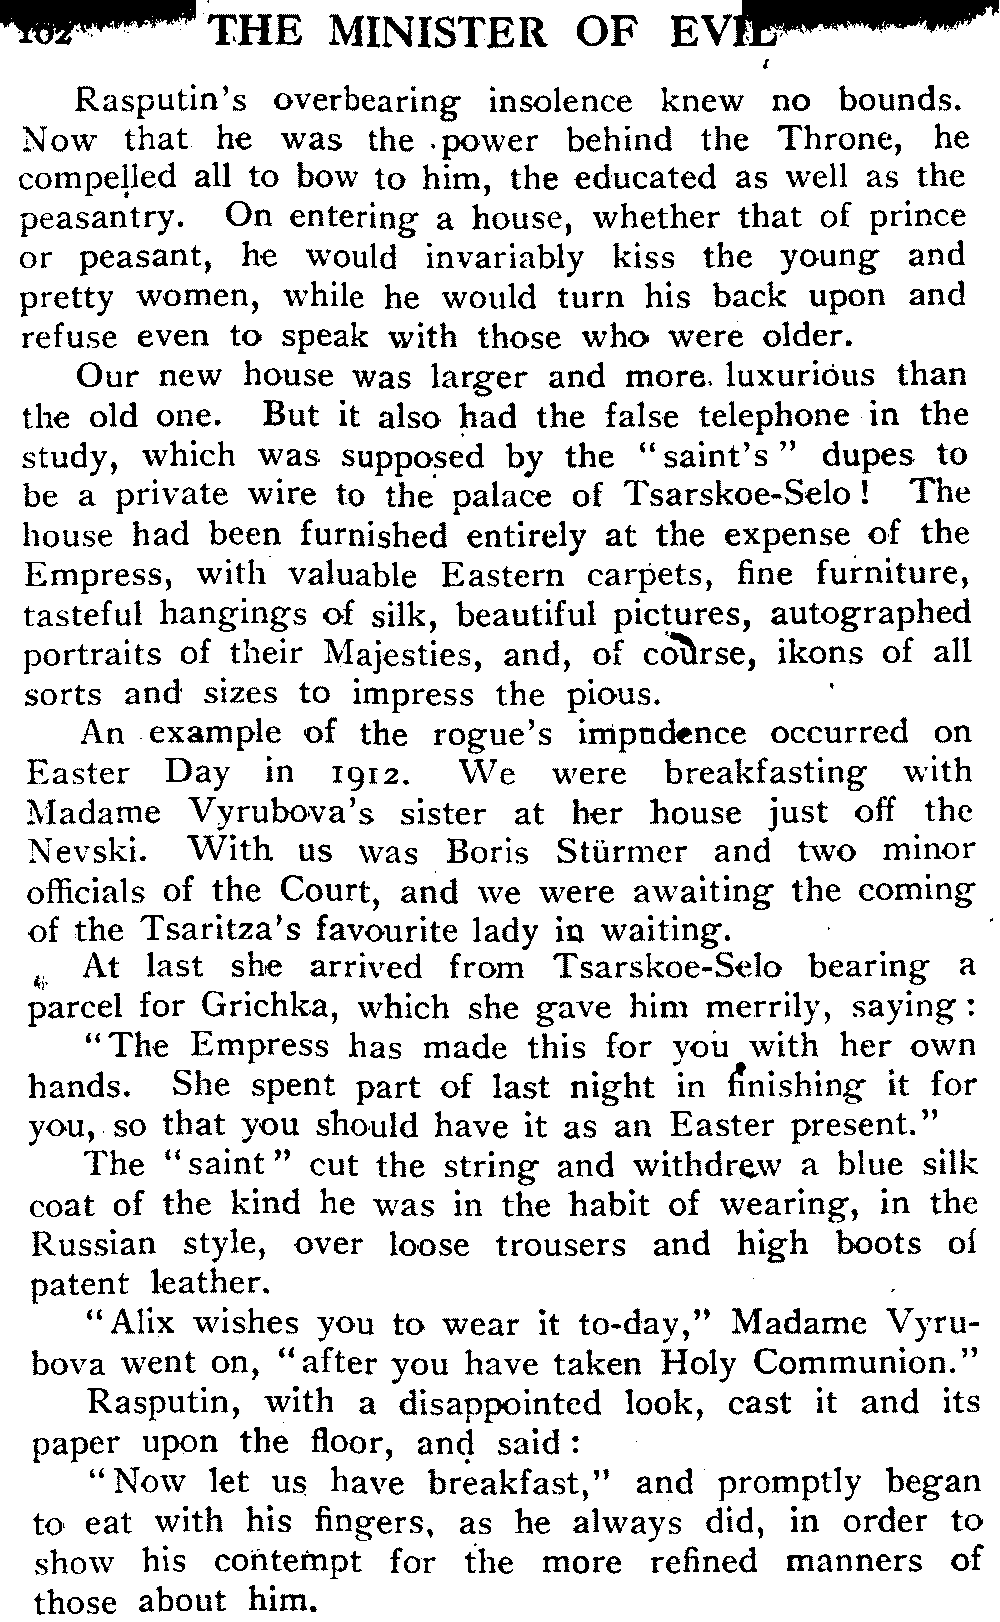 102 THE MINISTER OF EVIL
Rasputin's overbearing insolence knew no bounds.
Now that he was the power behind the Throne, he
compelled all to bow to him, the educated as well as the
peasantry. On entering a house, whether that of prince
or peasant, he would invariably kiss the young and
pretty women, while he would turn his back upon and
refuse even to speak with those who were older.
Our new house was larger and more luxurious than
the old one. But it also had the false telephone in the
study, which was supposed by the "saint's" dupes to
be a private wire to the palace of Tsarskoe-Selo! The
house had been furnished entirely at the expense of the
Empress, with valuable Eastern carpets, fine furniture,
tasteful hangings of silk, beautiful pictures, autographed
portraits of their Majesties, and, of course, ikons of all
sorts and sizes to impress the pious.
An example of the rogue's impudence occurred on
Easter Day in 1912. We were breakfasting with
Madame Vyrubova's sister at her house just off the
Nevski. With us was Boris Stürmer and two minor
officials of the Court, and we were awaiting the coming
of the Tsaritza's favourite lady in waiting.
At last she arrived from Tsarskoe-Selo bearing a
parcel for Grichka, which she gave him merrily, saying:
"The Empress has made this for you with her own
hands. She spent part of last night in finishing it for
you, so that you should have it as an Easter present."
The "saint" cut the string and withdrew a blue silk
coat of the kind he was in the habit of wearing, in the
Russian style, over loose trousers and high boots of
patent leather.
"Alix wishes you to wear it to-day," Madame Vyru-
bova went on, "after you have taken Holy Communion."
Rasputin, with a disappointed look, cast it and its
paper upon the floor, and said:
"Now let us have breakfast," and promptly began
to eat with his fingers, as he always did, in order to
show his contempt for the more refined manners of
those about him.